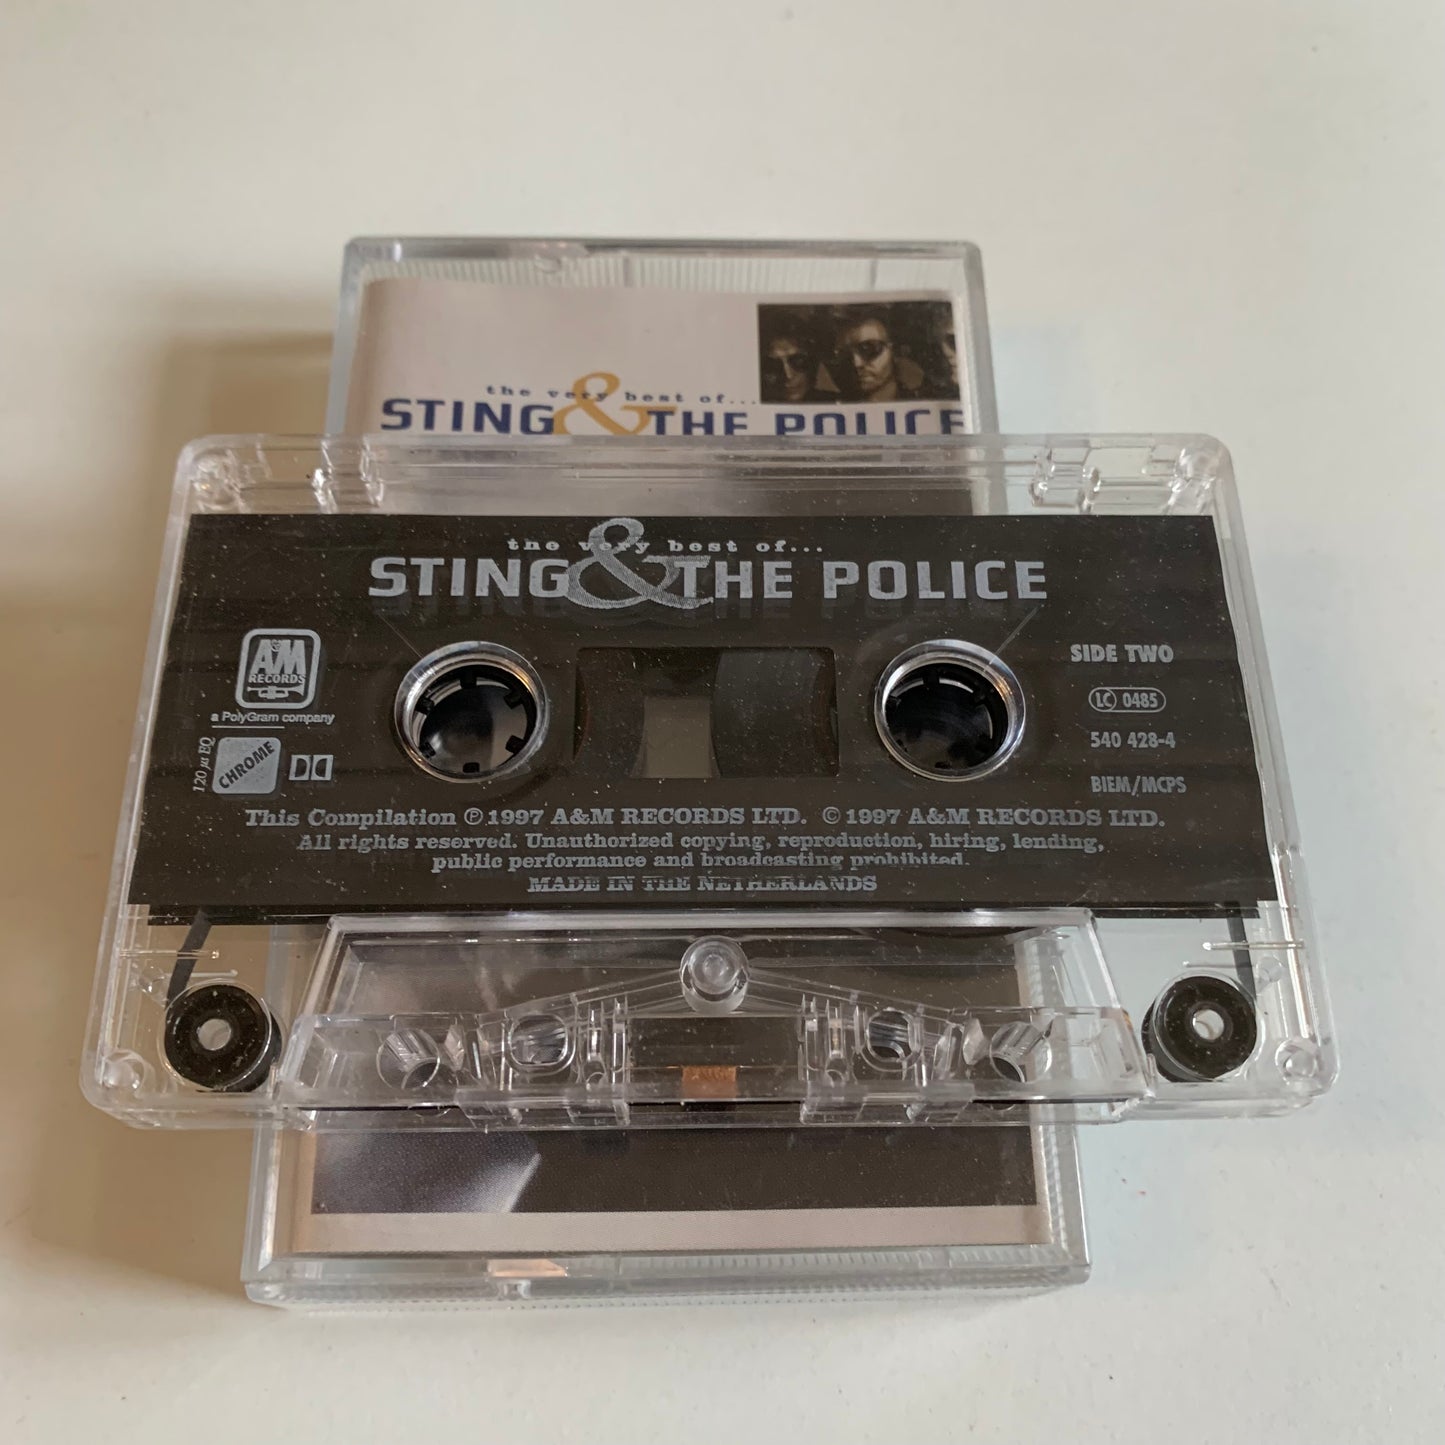 the very best of...
STING & THE POLICE
the very best of...
STING & THE POLICE
A&M
RECORDS
a PolyGram company
120 µs EQ
CHROME
SIDE TWO
LC 0485
540 428-4
BIEM/MCPS
This Compilation ℗ 1997 A&M RECORDS LTD. © 1997 A&M RECORDS LTD.
All rights reserved. Unauthorized copying, reproduction, hiring, lending,
public performance and broadcasting prohibited.
MADE IN THE NETHERLANDS